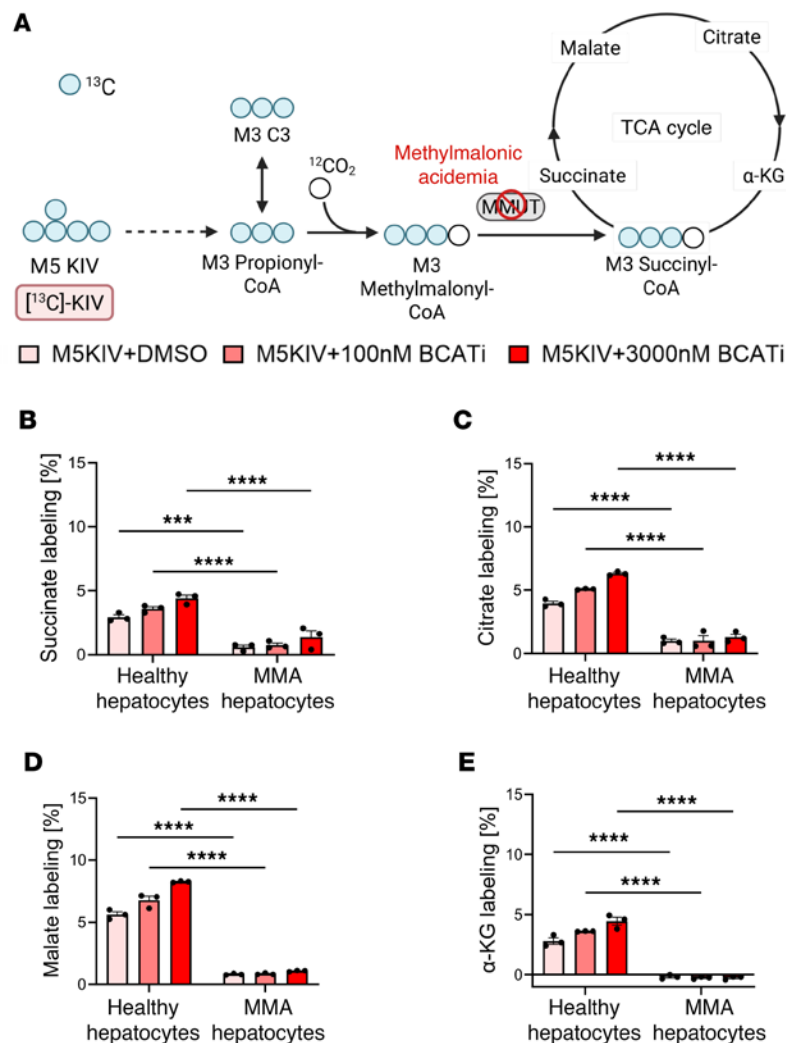 A
¹³C
M3 C3
¹²CO₂
Methylmalonic
acidemia
MMUT
Malate
Citrate
TCA cycle
Succinate
α-KG
M5 KIV
[¹³C]-KIV
M3 Propionyl-
CoA
M3
Methylmalonyl-
CoA
M3 Succinyl-
CoA
M5KIV+DMSO M5KIV+100nM BCATi M5KIV+3000nM BCATi
B
Succinate labeling [%]
15
10
5
0
****
***
****
Healthy
hepatocytes
MMA
hepatocytes
C
Citrate labeling [%]
15
10
5
0
****
****
****
Healthy
hepatocytes
MMA
hepatocytes
D
Malate labeling [%]
15
10
5
0
****
****
****
Healthy
hepatocytes
MMA
hepatocytes
E
α-KG labeling [%]
15
10
5
0
****
****
****
Healthy
hepatocytes
MMA
hepatocytes